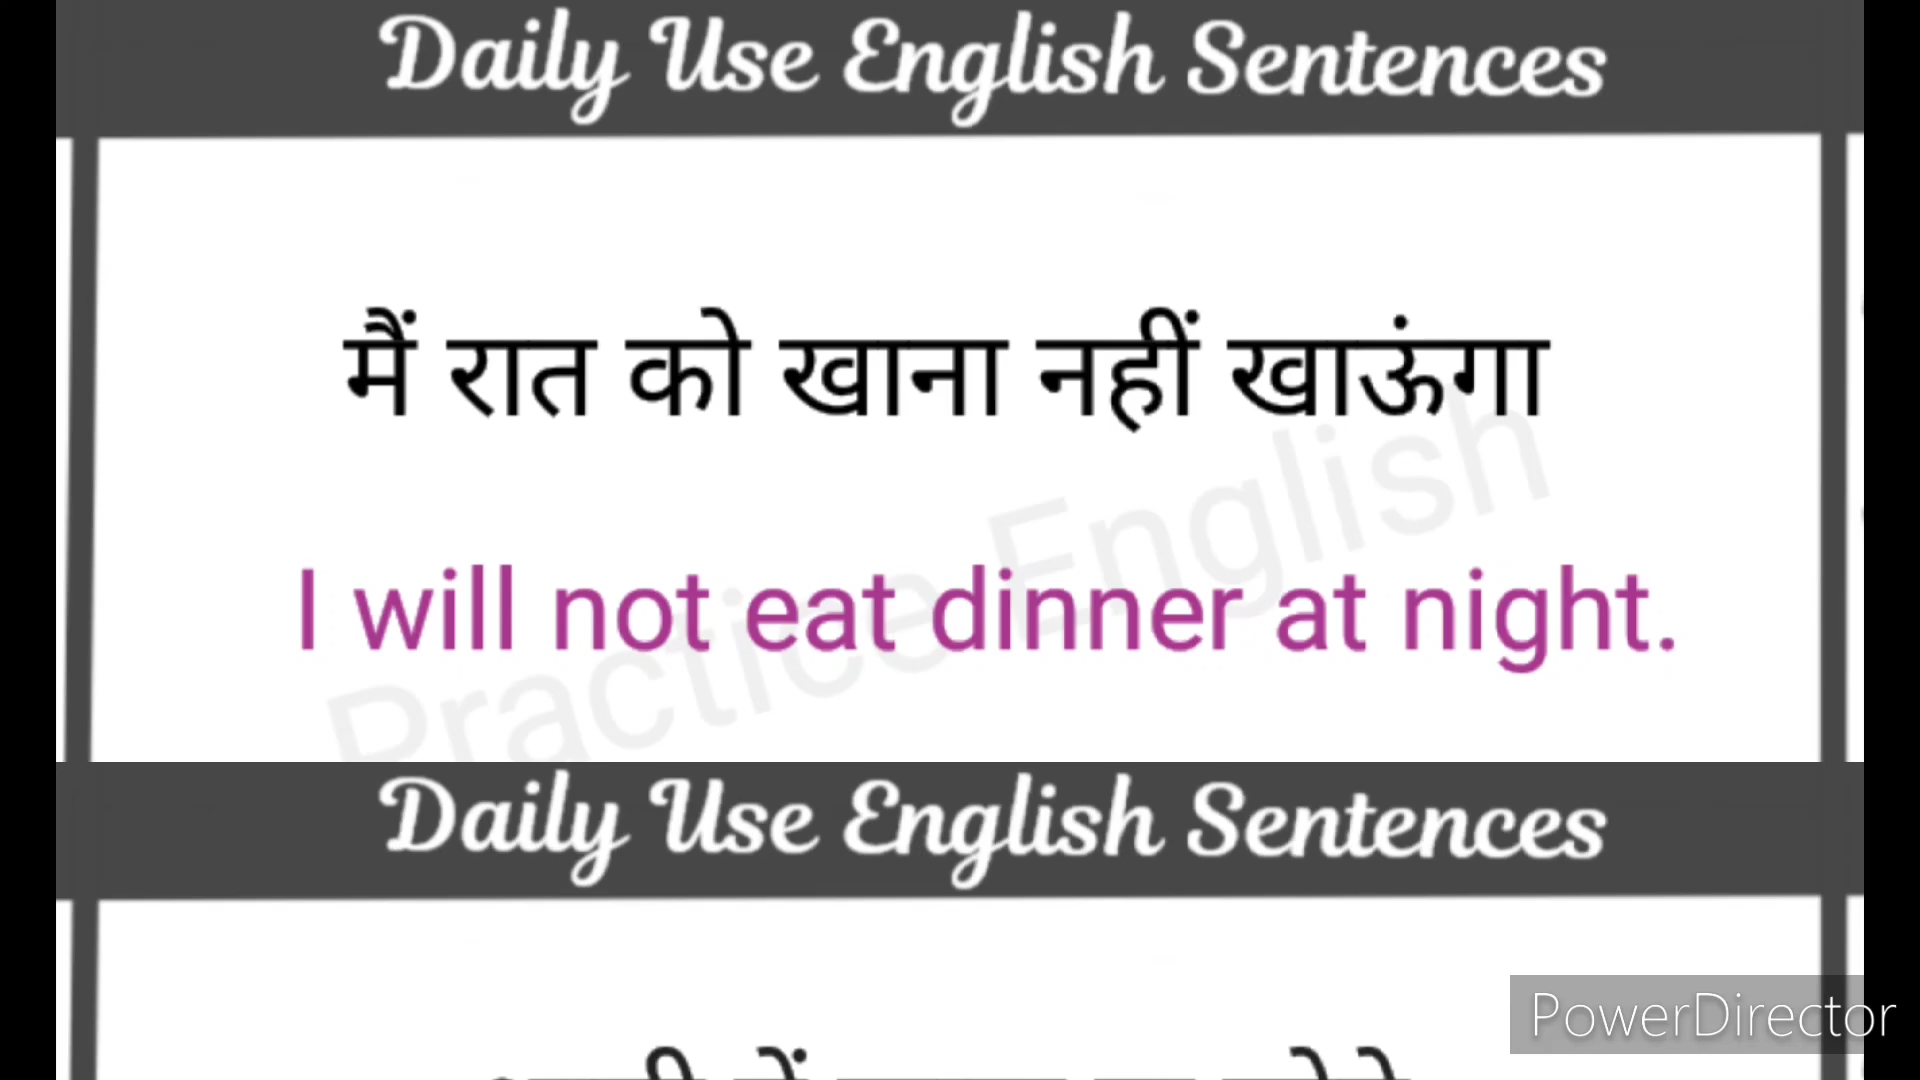 Daily Use English Sentences
मैं रात को खाना नहीं खाऊंगा
I will not eat dinner at night.
Practice English
Daily Use English Sentences
PowerDirector